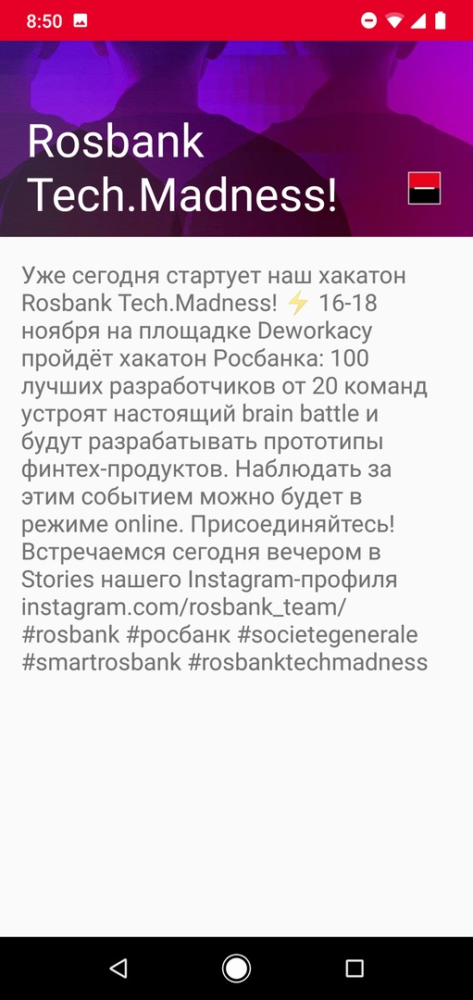 8:50
Rosbank
Tech.Madness!
Уже сегодня стартует наш хакатон
Rosbank Tech.Madness! ⚡ 16-18
ноября на площадке Deworkacy
пройдёт хакатон Росбанка: 100
лучших разработчиков от 20 команд
устроят настоящий brain battle и
будут разрабатывать прототипы
финтех-продуктов. Наблюдать за
этим событием можно будет в
режиме online. Присоединяйтесь!
Встречаемся сегодня вечером в
Stories нашего Instagram-профиля
instagram.com/rosbank_team/
#rosbank #росбанк #societegenerale
#smartrosbank #rosbanktechmadness